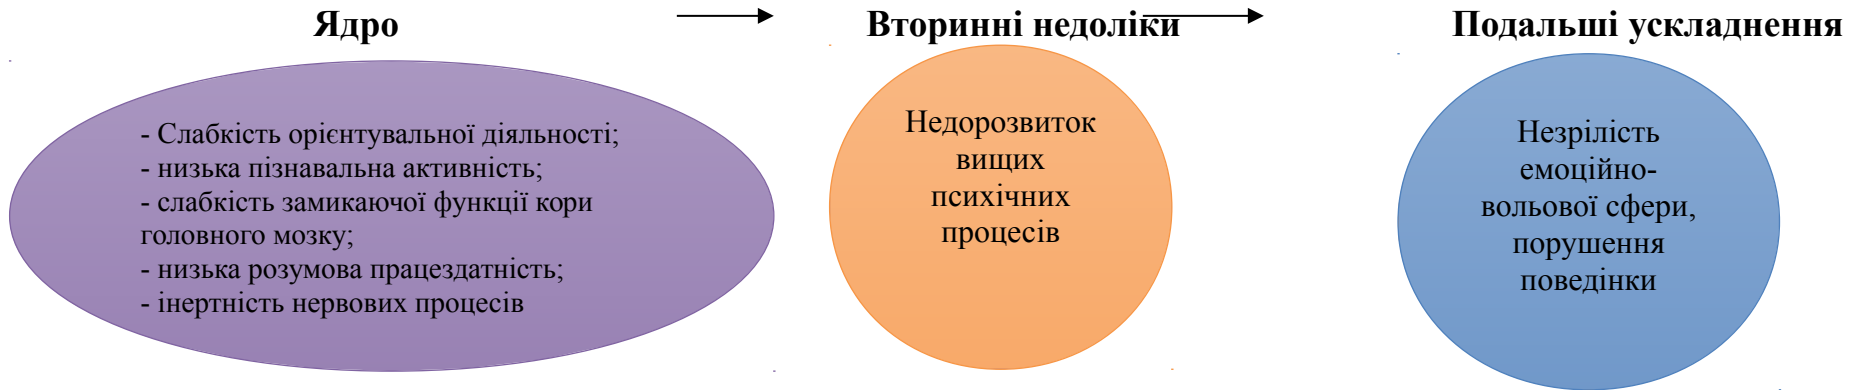 Ядро
Вторинні недоліки
Подальші ускладнення
- Слабкість орієнтувальної діяльності;
- низька пізнавальна активність;
- слабкість замикаючої функції кори
головного мозку;
- низька розумова працездатність;
- інертність нервових процесів
Недорозвиток
вищих
психічних
процесів
Незрілість
емоційно-
вольової сфери,
порушення
поведінки